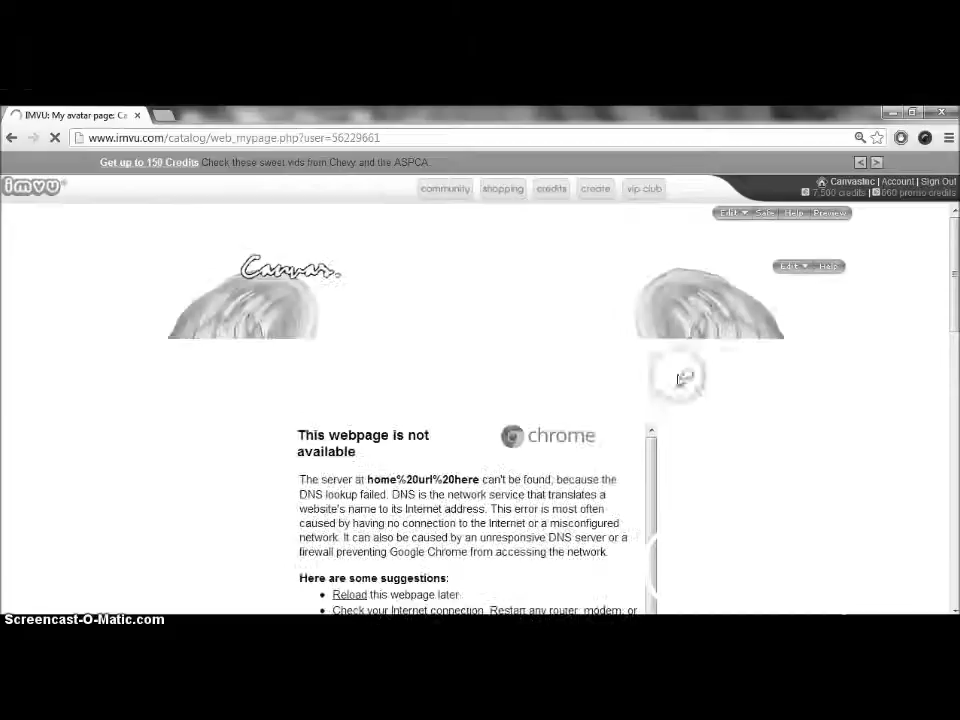 IMVU: My avatar page: Ca
www.imvu.com/catalog/web_mypage.php?user=56229661
Get up to 150 Credits Check these sweet vids from Chevy and the ASPCA.
imvu
community shopping credits create vip club
CanvasInc | Account | Sign Out
7,500 credits | 660 promo credits
Edit Safe Help Preview
Canvas.
Edit Help
This webpage is not
available
chrome
The server at home%20url%20here can't be found, because the
DNS lookup failed. DNS is the network service that translates a
website's name to its Internet address. This error is most often
caused by having no connection to the Internet or a misconfigured
network. It can also be caused by an unresponsive DNS server or a
firewall preventing Google Chrome from accessing the network.
Here are some suggestions:
Reload this webpage later.
Check your Internet connection. Restart any router, modem, or
Screencast-O-Matic.com